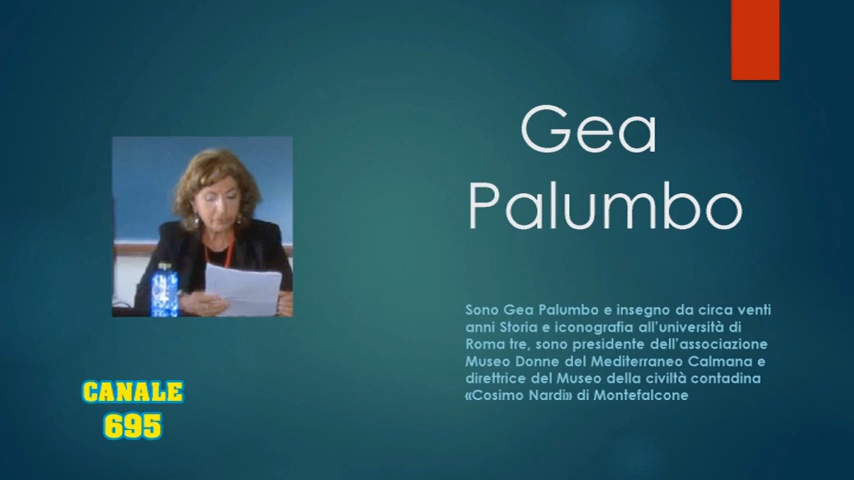 Gea
Palumbo
Sono Gea Palumbo e insegno da circa venti
anni Storia e iconografia all'università di
Roma tre, sono presidente dell'associazione
Museo Donne del Mediterraneo Calmana e
direttrice del Museo della civiltà contadina
«Cosimo Nardi» di Montefalcone
CANALE
695